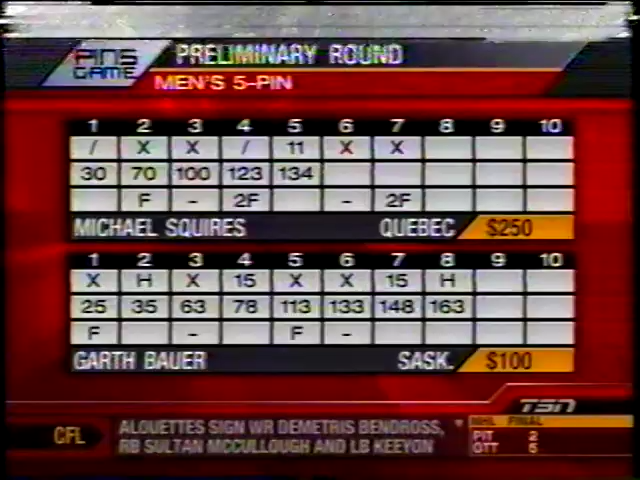 PINS GAME
PRELIMINARY ROUND
MEN'S 5-PIN
1 2 3 4 5 6 7 8 9 10
/ X X / 11 X X
30 70 100 123 134
F - 2F - 2F
MICHAEL SQUIRES QUEBEC $250
1 2 3 4 5 6 7 8 9 10
X H X 15 X X 15 H
25 35 63 78 113 133 148 163
F - F -
GARTH BAUER SASK. $100
TSN
CFL
ALOUETTES SIGN WR DEMETRIS BENDROSS,
RB SULTAN MCCULLOUGH AND LB KEEYON
NHL FINAL
PIT 2
OTT 5